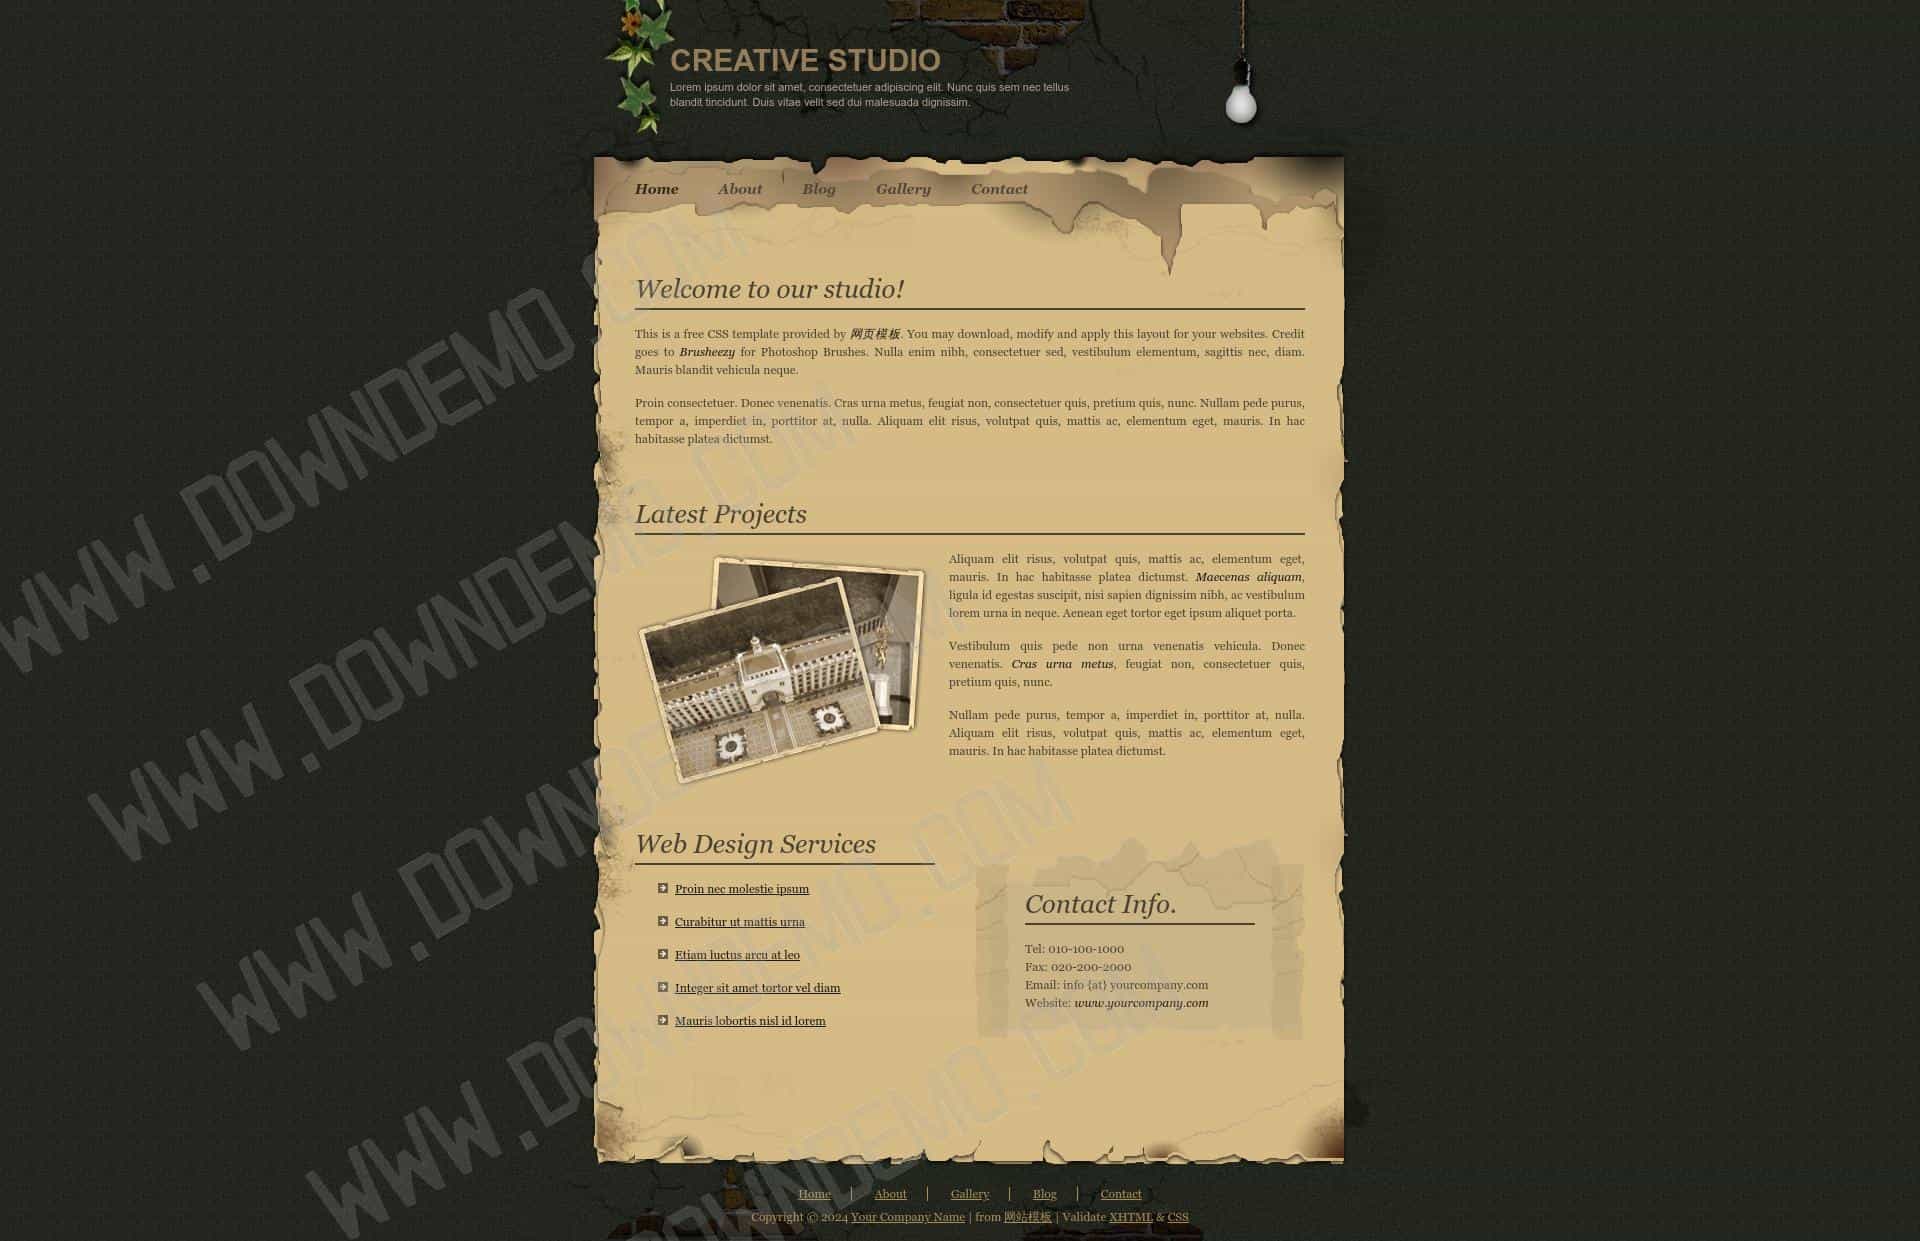 CREATIVE STUDIO
Lorem ipsum dolor sit amet, consectetuer adipiscing elit. Nunc quis sem nec tellus
blandit tincidunt. Duis vitae velit sed dui malesuada dignissim.
Home About Blog Gallery Contact
Welcome to our studio!
This is a free CSS template provided by 网页模板. You may download, modify and apply this layout for your websites. Credit
goes to Brusheezy for Photoshop Brushes. Nulla enim nibh, consectetuer sed, vestibulum elementum, sagittis nec, diam.
Mauris blandit vehicula neque.
Proin consectetuer. Donec venenatis. Cras urna metus, feugiat non, consectetuer quis, pretium quis, nunc. Nullam pede purus,
tempor a, imperdiet in, porttitor at, nulla. Aliquam elit risus, volutpat quis, mattis ac, elementum eget, mauris. In hac
habitasse platea dictumst.
Latest Projects
Aliquam elit risus, volutpat quis, mattis ac, elementum eget,
mauris. In hac habitasse platea dictumst. Maecenas aliquam,
ligula id egestas suscipit, nisi sapien dignissim nibh, ac vestibulum
lorem urna in neque. Aenean eget tortor eget ipsum aliquet porta.
Vestibulum quis pede non urna venenatis vehicula. Donec
venenatis. Cras urna metus, feugiat non, consectetuer quis,
pretium quis, nunc.
Nullam pede purus, tempor a, imperdiet in, porttitor at, nulla.
Aliquam elit risus, volutpat quis, mattis ac, elementum eget,
mauris. In hac habitasse platea dictumst.
Web Design Services
Proin nec molestie ipsum
Curabitur ut mattis urna
Etiam luctus arcu at leo
Integer sit amet tortor vel diam
Mauris lobortis nisl id lorem
Contact Info.
Tel: 010-100-1000
Fax: 020-200-2000
Email: info {at} yourcompany.com
Website: www.yourcompany.com
Home | About | Gallery | Blog | Contact
Copyright © 2024 Your Company Name | from 网站模板 | Validate XHTML & CSS
WWW.DOWNDEMO.COM
WWW.DOWNDEMO.COM
WWW.DOWNDEMO.COM
WWW.DOWNDEMO.COM